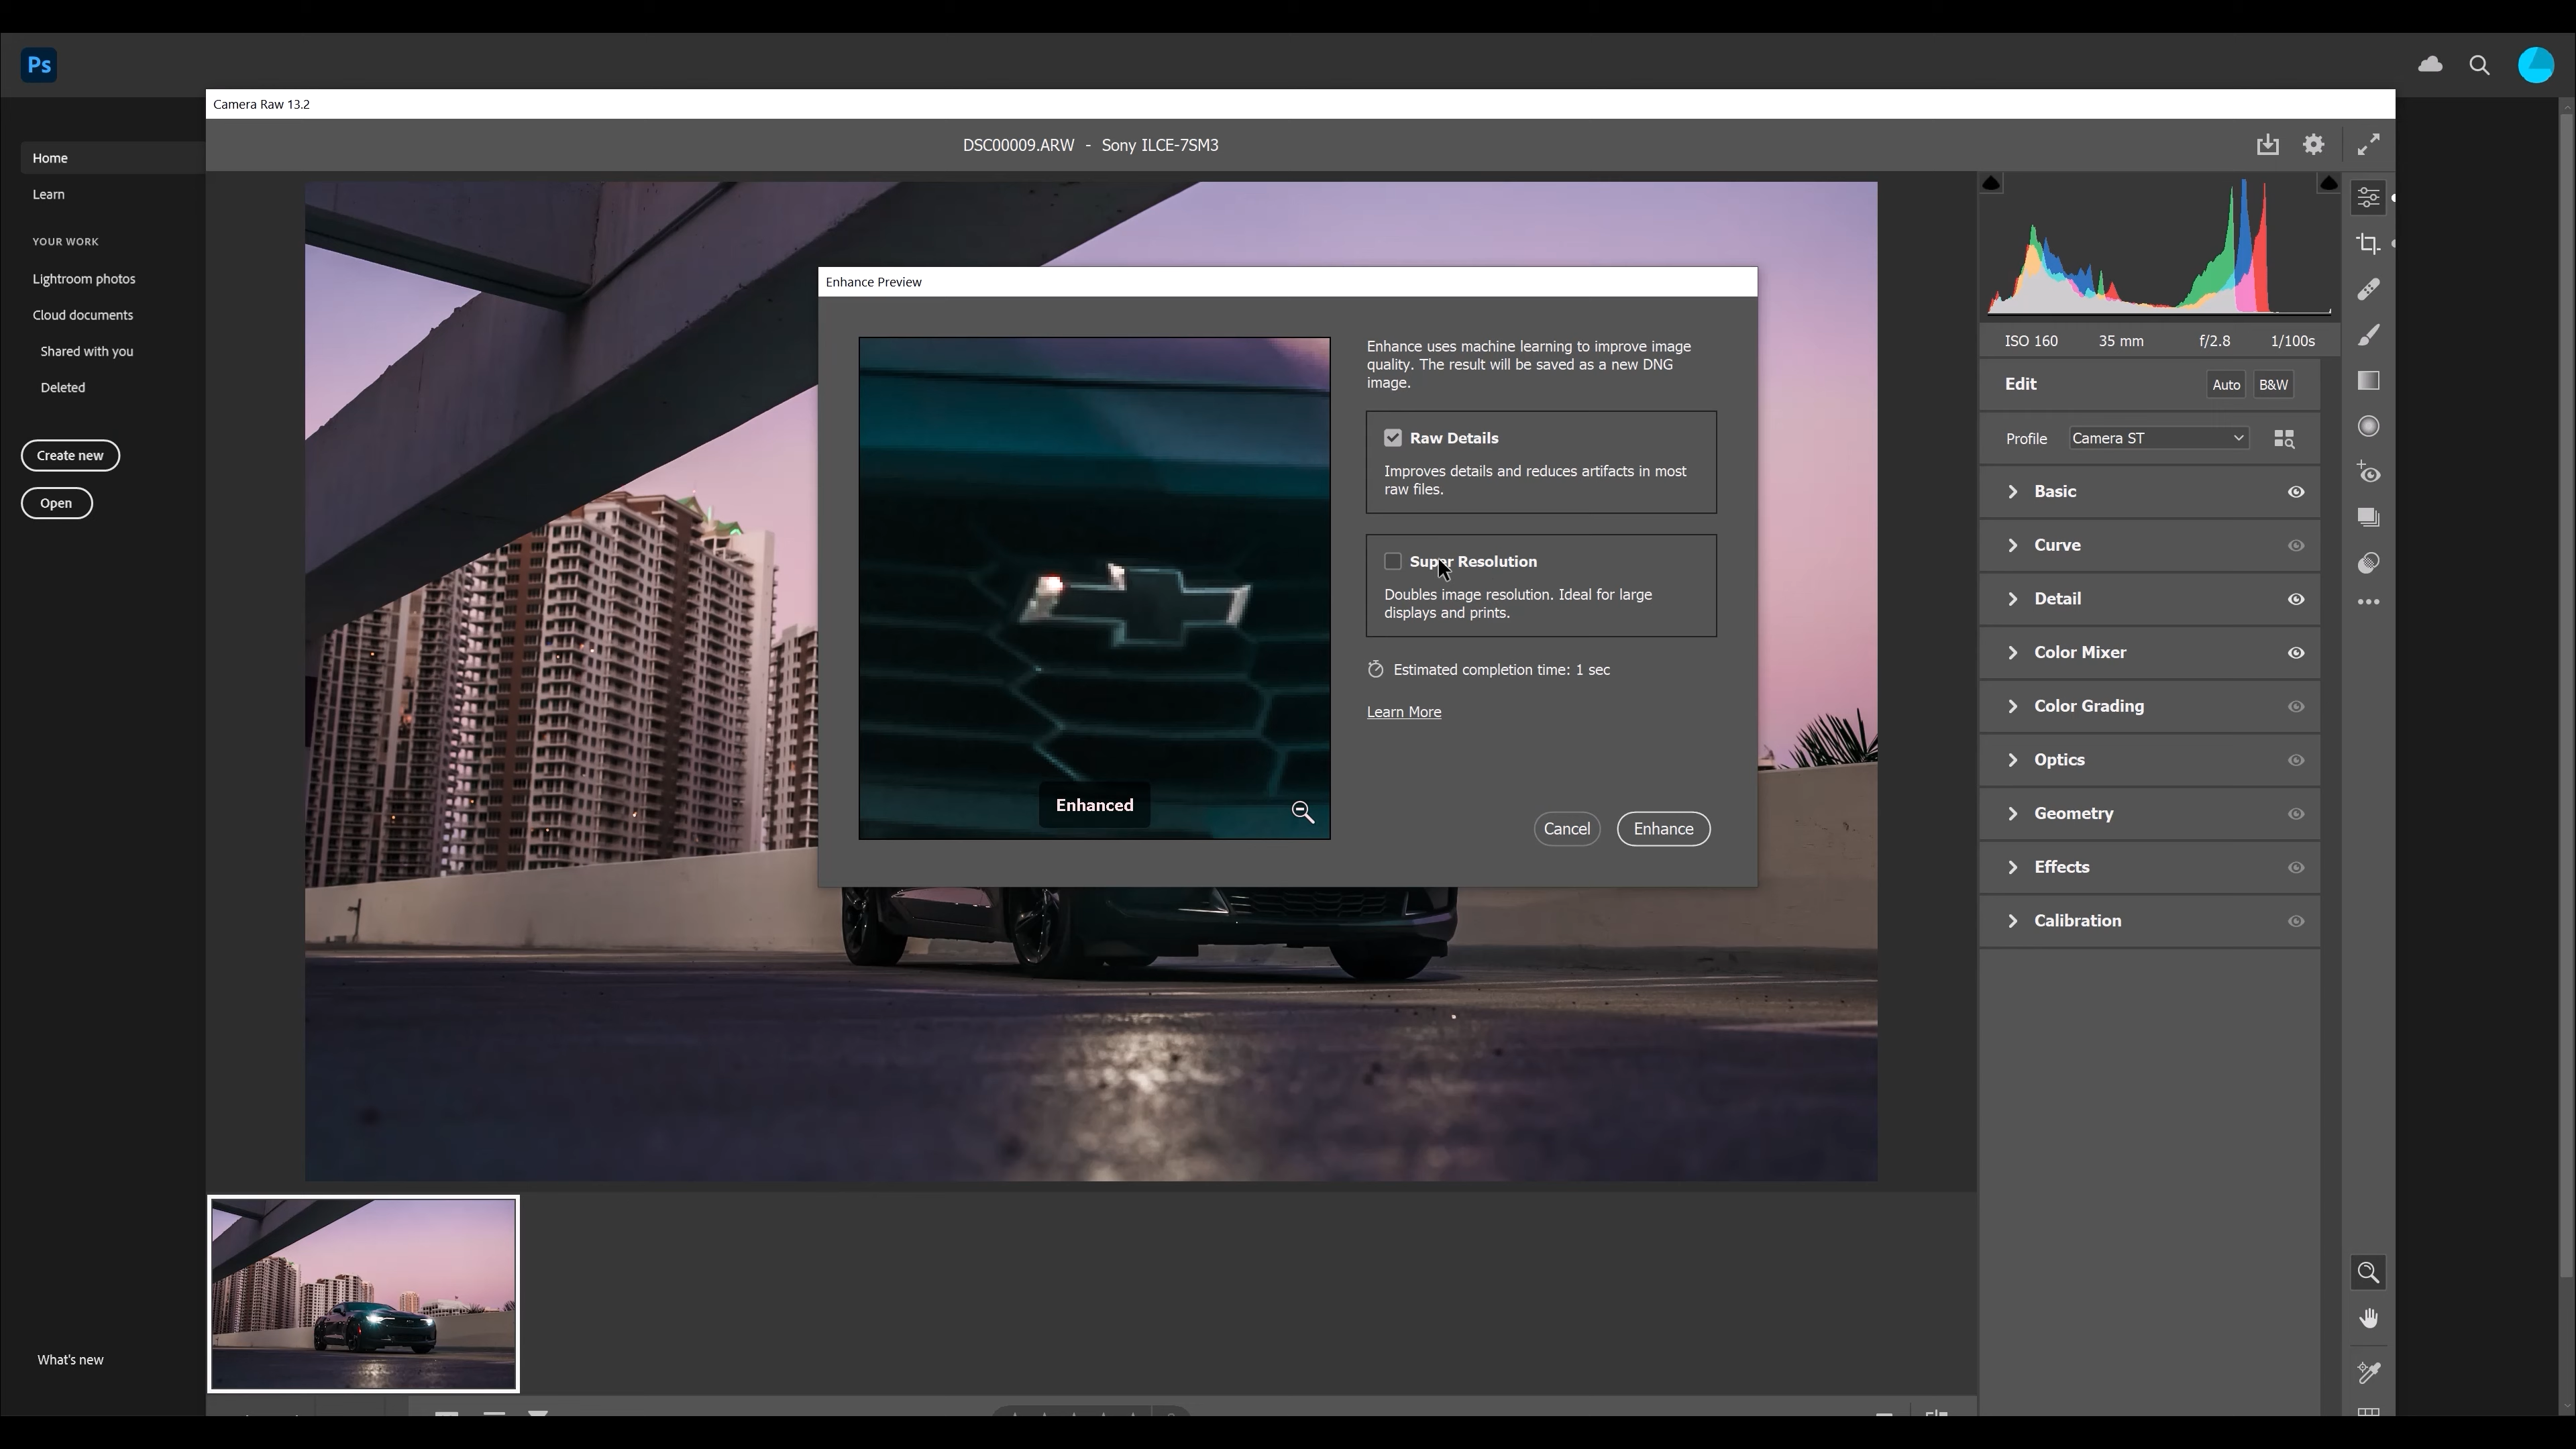 Ps
Camera Raw 13.2
DSC00009.ARW - Sony ILCE-7SM3
Home
Learn
YOUR WORK
Lightroom photos
Cloud documents
Shared with you
Deleted
Create new
Open
What's new
Enhance Preview
Enhance uses machine learning to improve image
quality. The result will be saved as a new DNG
image.
Raw Details
Improves details and reduces artifacts in most
raw files.
Super Resolution
Doubles image resolution. Ideal for large
displays and prints.
Estimated completion time: 1 sec
Learn More
Enhanced
Cancel
Enhance
ISO 160 35 mm f/2.8 1/100s
Edit Auto B&W
Profile Camera ST
Basic
Curve
Detail
Color Mixer
Color Grading
Optics
Geometry
Effects
Calibration